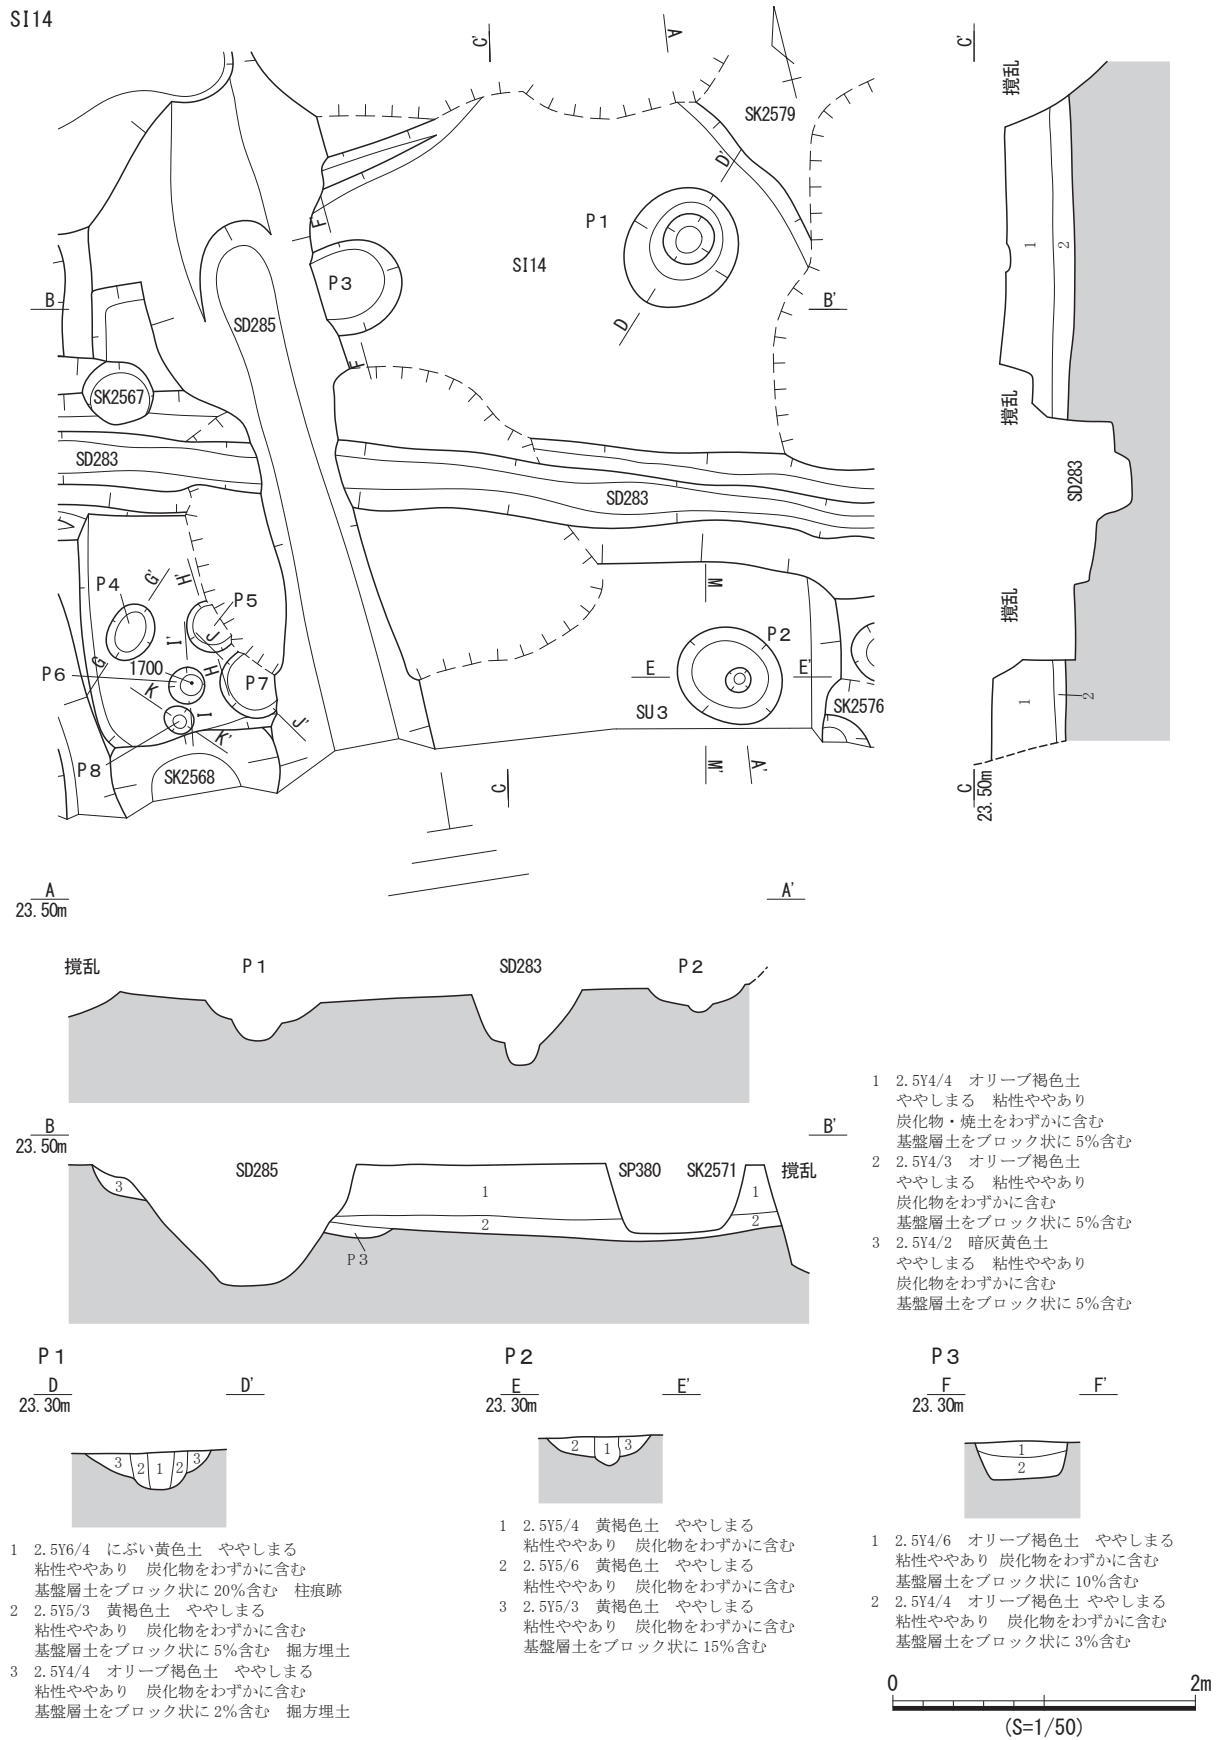 SI14
C'
A
C'
撹乱
SK2579
D'
P1
F'
SI14
P3
1
2
B
B'
SD285
D
F
SK2567
撹乱
SD283
SD283
SD283
P4
G'
H'
M
撹乱
P5
I'
J
P2
G
P6
1700
H
E
E'
K
P7
2
SU3
SK2576
1
I
J'
K'
P8
SK2568
M'
A'
C
C
23.50m
A
A'
23.50m
撹乱
P1
SD283
P2
1 2.5Y4/4 オリーブ褐色土
ややしまる 粘性ややあり
炭化物・焼土をわずかに含む
基盤層土をブロック状に5%含む
2 2.5Y4/3 オリーブ褐色土
ややしまる 粘性ややあり
炭化物をわずかに含む
基盤層土をブロック状に5%含む
3 2.5Y4/2 暗灰黄色土
ややしまる 粘性ややあり
炭化物をわずかに含む
基盤層土をブロック状に5%含む
B
B'
23.50m
SD285
SP380
SK2571
撹乱
3
1
1
2
2
P3
P1
D
D'
23.30m
3 2 1 2 3
1 2.5Y6/4 にぶい黄色土 ややしまる
粘性ややあり 炭化物をわずかに含む
基盤層土をブロック状に20%含む 柱痕跡
2 2.5Y5/3 黄褐色土 ややしまる
粘性ややあり 炭化物をわずかに含む
基盤層土をブロック状に5%含む 掘方埋土
3 2.5Y4/4 オリーブ褐色土 ややしまる
粘性ややあり 炭化物をわずかに含む
基盤層土をブロック状に2%含む 掘方埋土
P2
E
E'
23.30m
2 1 3
1 2.5Y5/4 黄褐色土 ややしまる
粘性ややあり 炭化物をわずかに含む
2 2.5Y5/6 黄褐色土 ややしまる
粘性ややあり 炭化物をわずかに含む
3 2.5Y5/3 黄褐色土 ややしまる
粘性ややあり 炭化物をわずかに含む
基盤層土をブロック状に15%含む
P3
F
F'
23.30m
1
2
1 2.5Y4/6 オリーブ褐色土 ややしまる
粘性ややあり 炭化物をわずかに含む
基盤層土をブロック状に10%含む
2 2.5Y4/4 オリーブ褐色土 ややしまる
粘性ややあり 炭化物をわずかに含む
基盤層土をブロック状に3%含む
0
2m
(S=1/50)